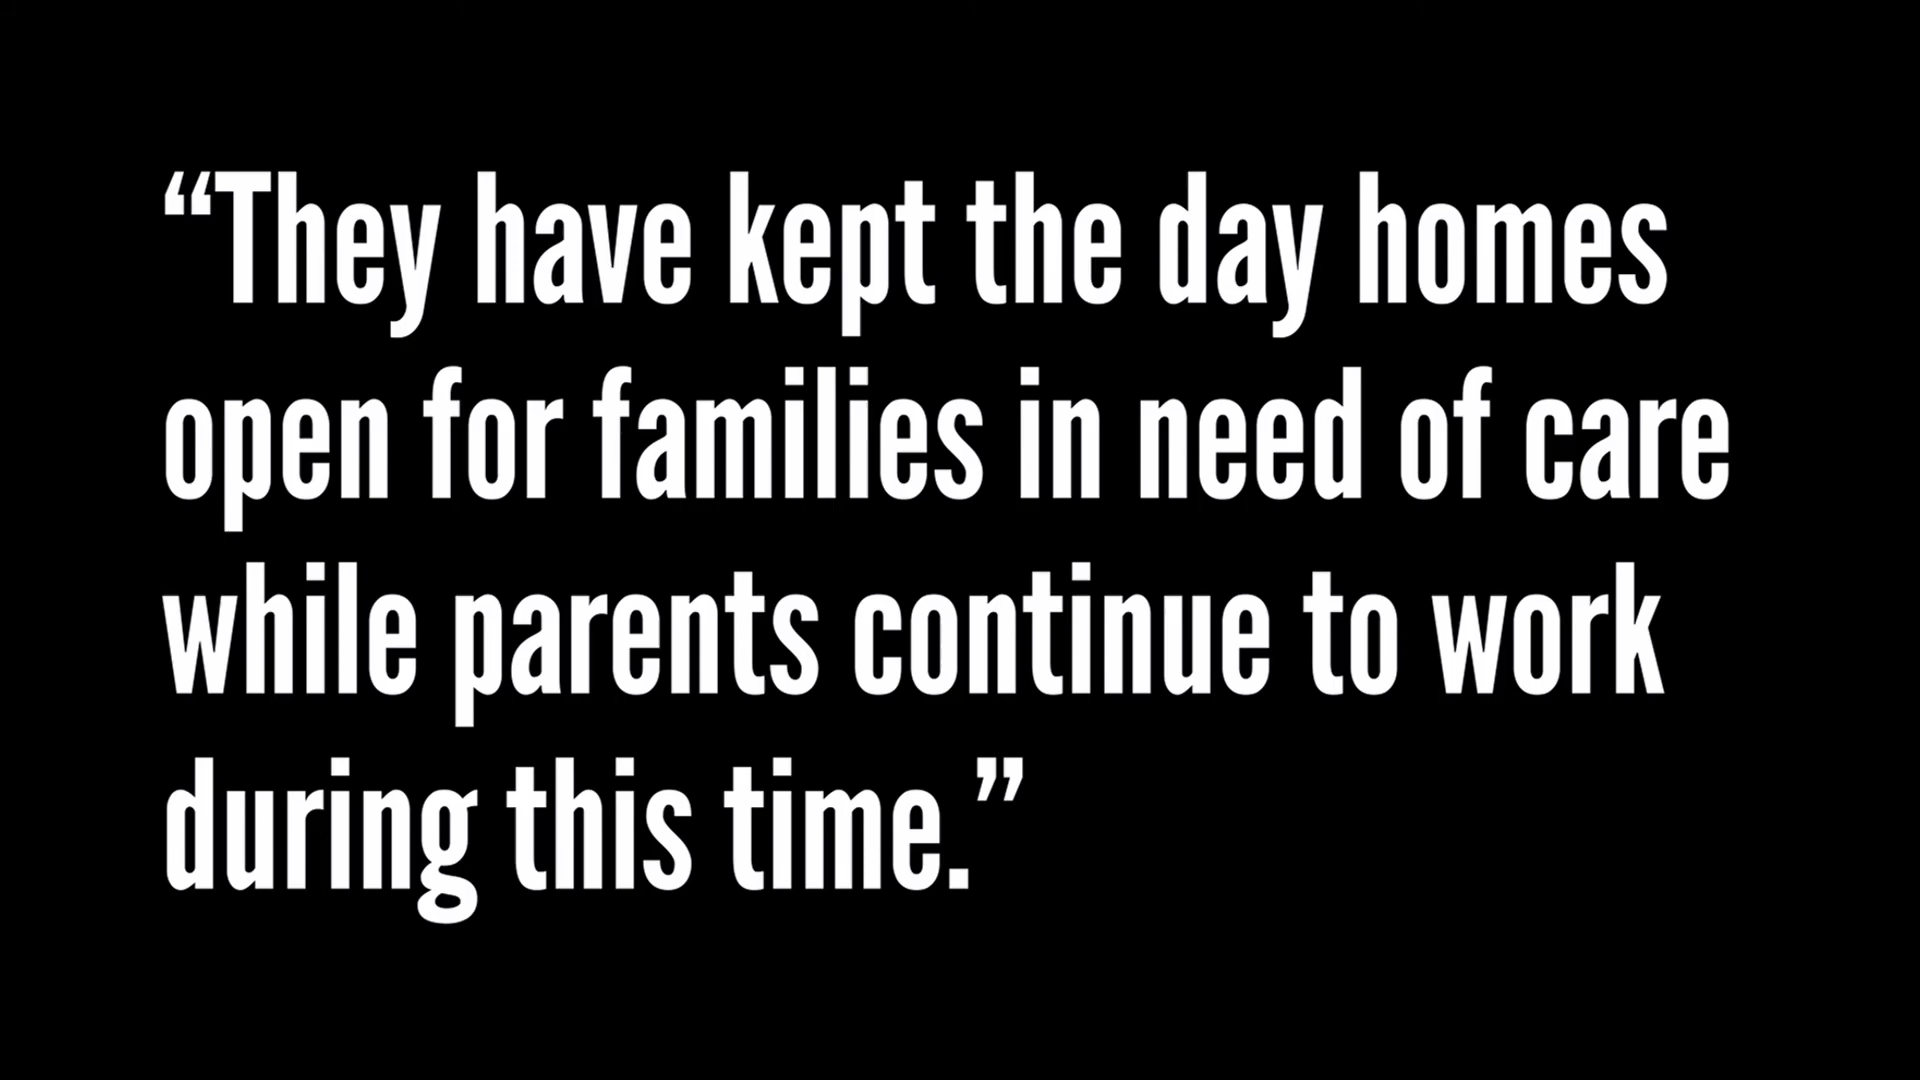 “They have kept the day homes
open for families in need of care
while parents continue to work
during this time.”